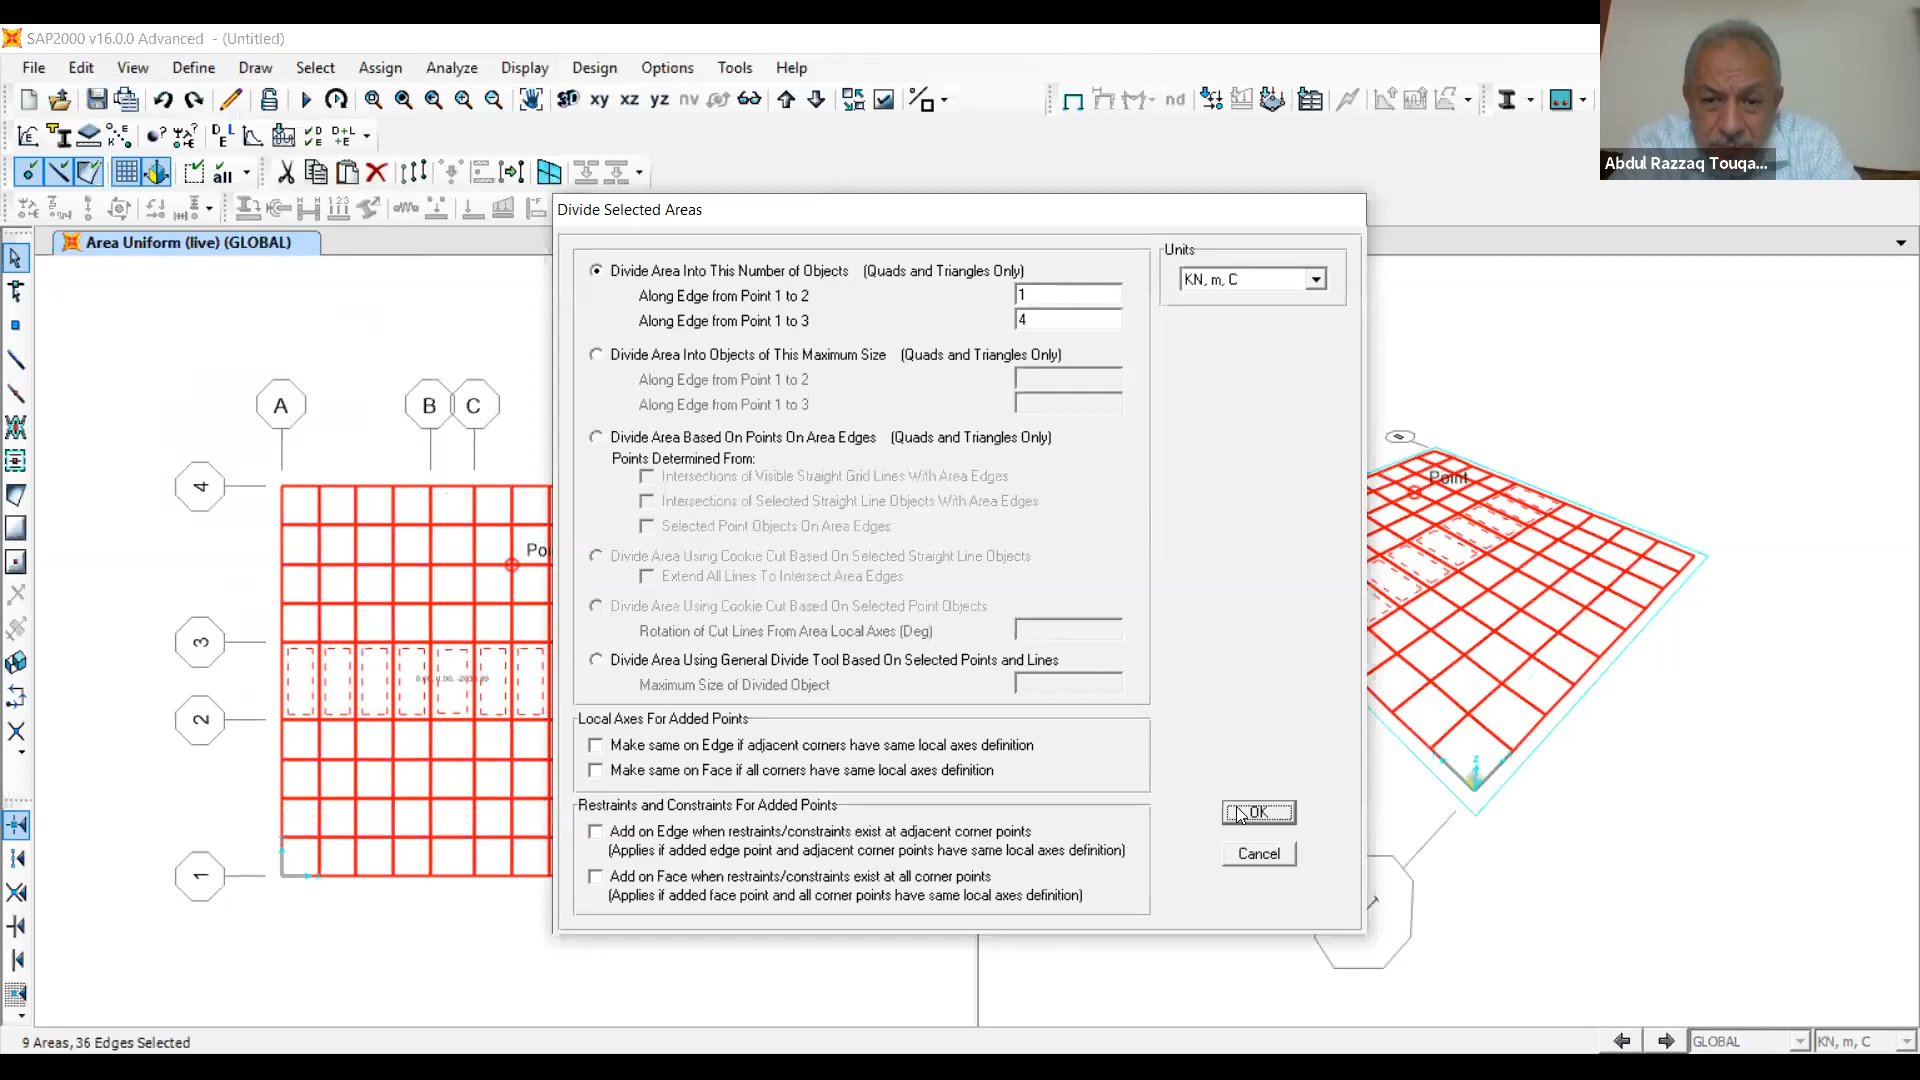 SAP2000 v16.0.0 Advanced - (Untitled)
File Edit View Define Draw Select Assign Analyze Display Design Options Tools Help
xy xz yz nv nd
all
Abdul Razzaq Touqa...
Area Uniform (live) (GLOBAL)
Divide Selected Areas
Divide Area Into This Number of Objects (Quads and Triangles Only)
Along Edge from Point 1 to 2 1
Along Edge from Point 1 to 3 4
Divide Area Into Objects of This Maximum Size (Quads and Triangles Only)
Along Edge from Point 1 to 2
Along Edge from Point 1 to 3
Divide Area Based On Points On Area Edges (Quads and Triangles Only)
Points Determined From:
Intersections of Visible Straight Grid Lines With Area Edges
Intersections of Selected Straight Line Objects With Area Edges
Selected Point Objects On Area Edges
Divide Area Using Cookie Cut Based On Selected Straight Line Objects
Extend All Lines To Intersect Area Edges
Divide Area Using Cookie Cut Based On Selected Point Objects
Rotation of Cut Lines From Area Local Axes (Deg)
Divide Area Using General Divide Tool Based On Selected Points and Lines
Maximum Size of Divided Object
Local Axes For Added Points
Make same on Edge if adjacent corners have same local axes definition
Make same on Face if all corners have same local axes definition
Restraints and Constraints For Added Points
Add on Edge when restraints/constraints exist at adjacent corner points
(Applies if added edge point and adjacent corner points have same local axes definition)
Add on Face when restraints/constraints exist at all corner points
(Applies if added face point and all corner points have same local axes definition)
Units
KN, m, C
OK
Cancel
A B C
4
3
2
1
Poi
Point
9 Areas, 36 Edges Selected
GLOBAL
KN, m, C